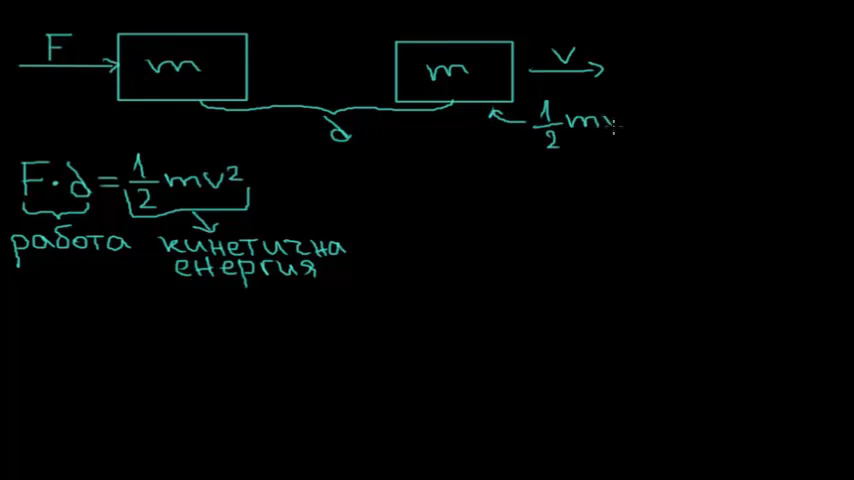 F
m
m
v
d
1/2 mv
F · d = 1/2 mv²
работа
кинетична
енергия